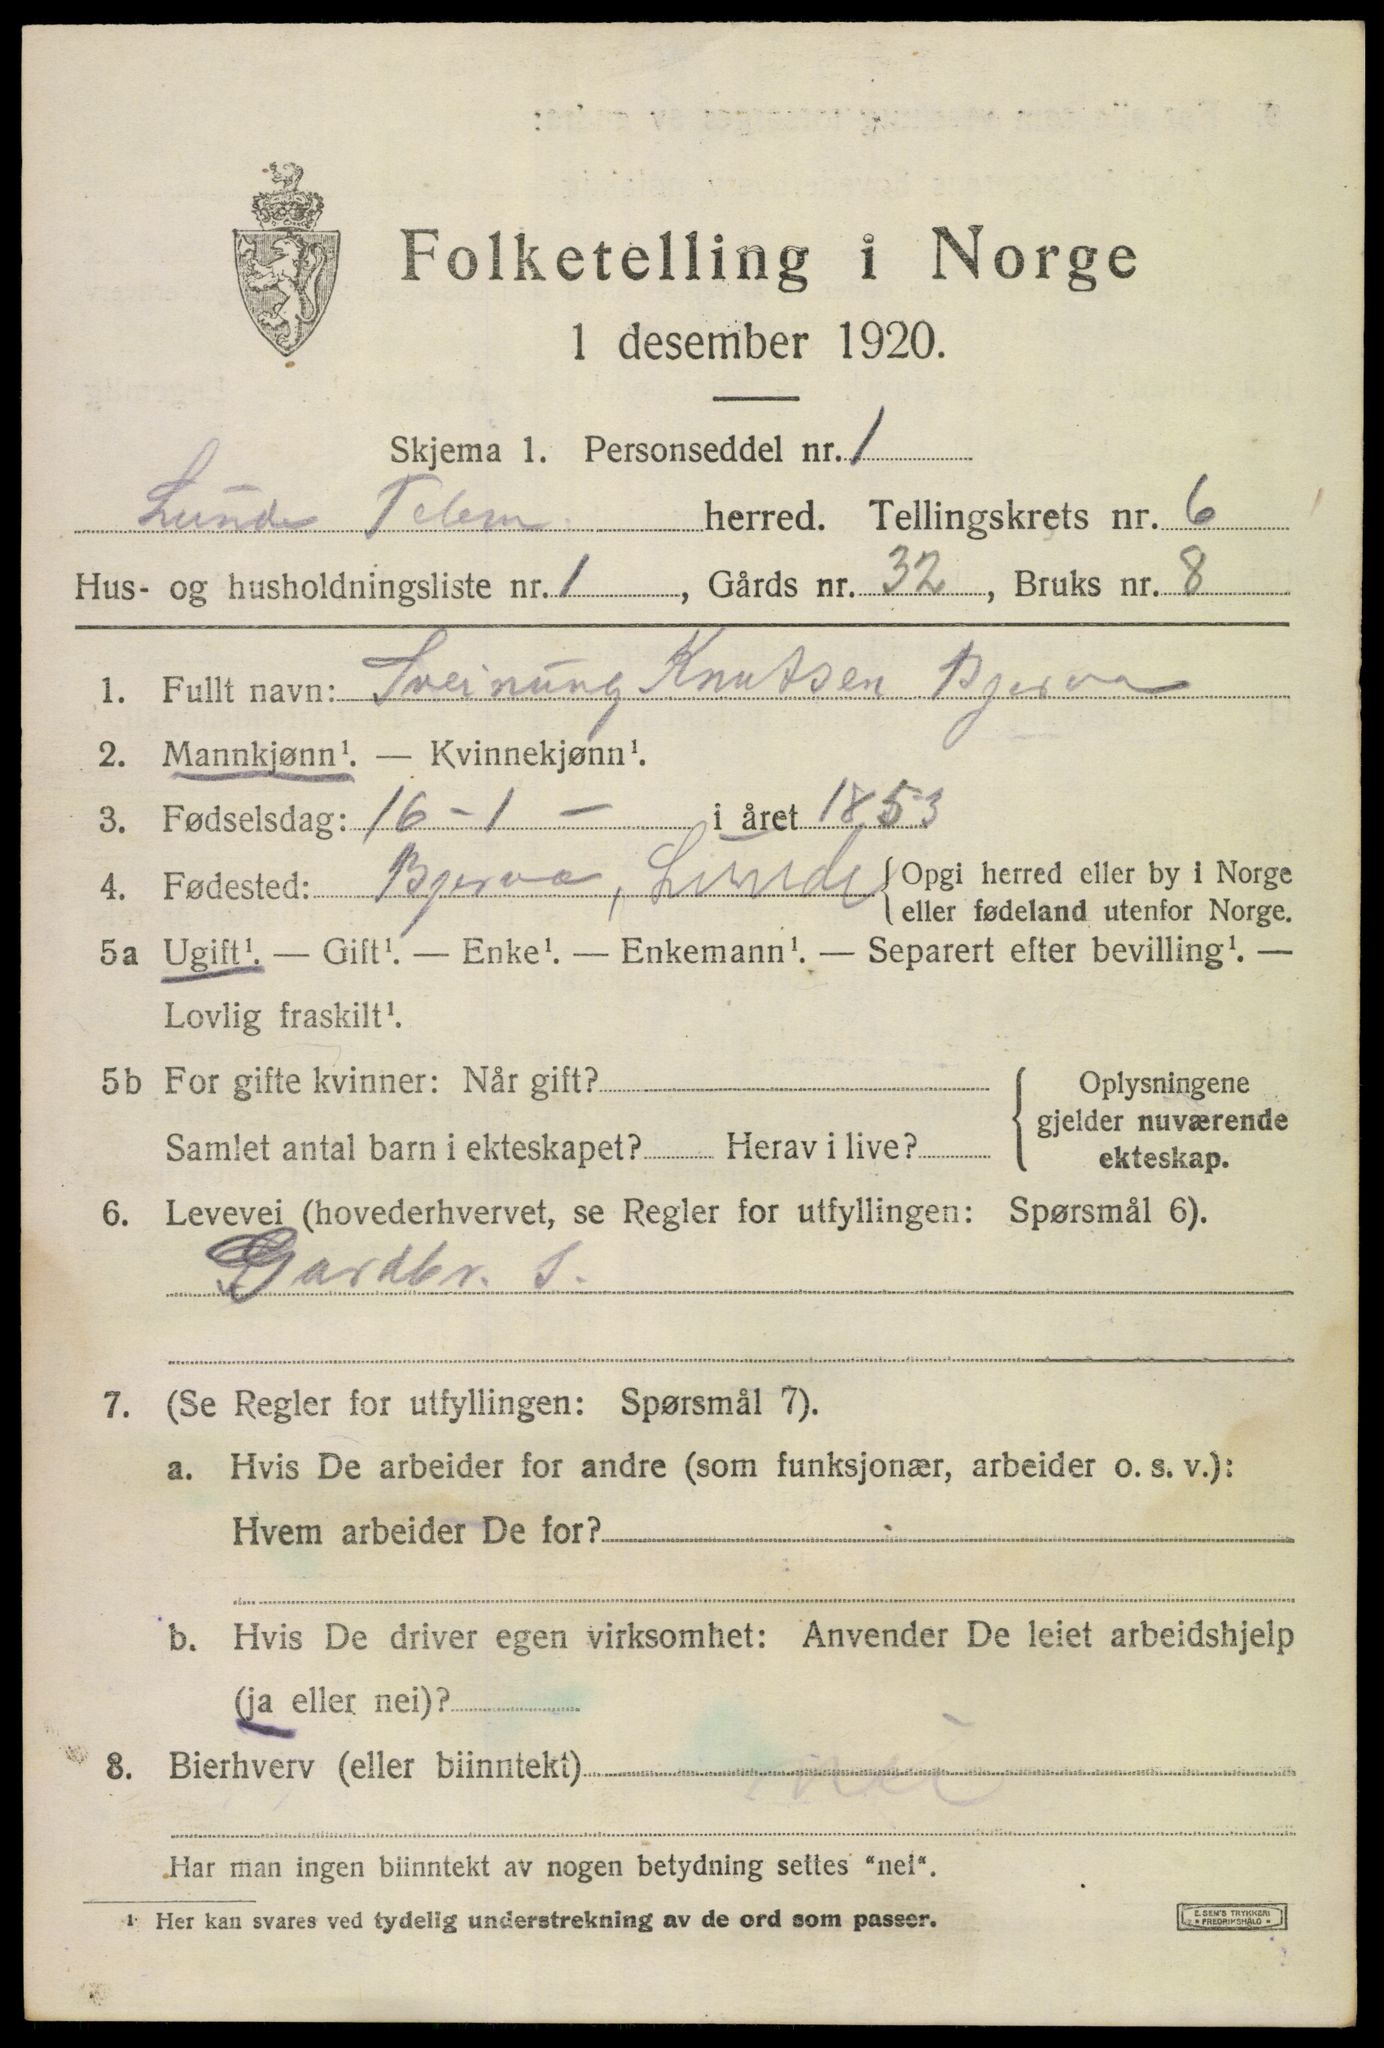 Folketelling i Norge
1 desember 1920.
Skjema 1. Personseddel nr. 1
Lunde Telem. herred. Tellingskrets nr. 6
Hus- og husholdningsliste nr. 1, Gårds nr. 32, Bruks nr. 8
1. Fullt navn: Sveinung Knutsen Bjerva
2. Mannkjønn¹. — Kvinnekjønn¹.
3. Fødselsdag: 16 - 1 - i året 1853
4. Fødested: Bjerva, Lunde { Opgi herred eller by i Norge
eller fødeland utenfor Norge.
5a Ugift¹. — Gift¹. — Enke¹. — Enkemann¹. — Separert efter bevilling¹. —
Lovlig fraskilt¹.
5b For gifte kvinner: Når gift? { Oplysningene
gjelder nuværende
Samlet antal barn i ekteskapet? Herav i live?
ekteskap.
6. Levevei (hovederhvervet, se Regler for utfyllingen: Spørsmål 6).
Gardbr. S.
7. (Se Regler for utfyllingen: Spørsmål 7).
a. Hvis De arbeider for andre (som funksjonær, arbeider o. s. v.):
Hvem arbeider De for?
b. Hvis De driver egen virksomhet: Anvender De leiet arbeidshjelp
(ja eller nei)?
8. Bierhverv (eller biinntekt) nei
Har man ingen biinntekt av nogen betydning settes "nei".
¹ Her kan svares ved tydelig understrekning av de ord som passer.
E. SEM'S TRYKKERI
* FREDRIKSHALD *